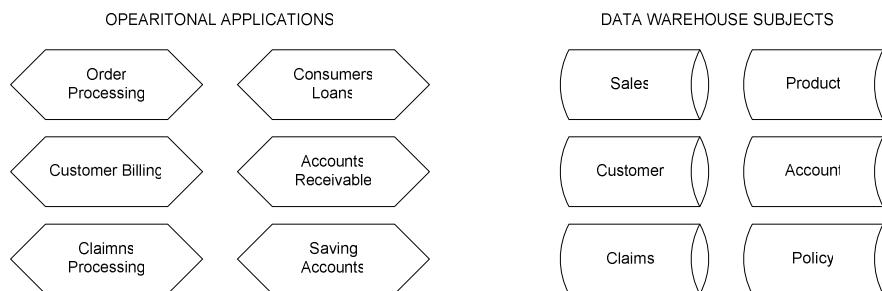 OPEARITONAL APPLICATIONS
DATA WAREHOUSE SUBJECTS
Order
Processing
Consumers
Loans
Sales
Product
Customer Billing
Accounts
Receivable
Customer
Account
Claimns
Processing
Saving
Accounts
Claims
Policy